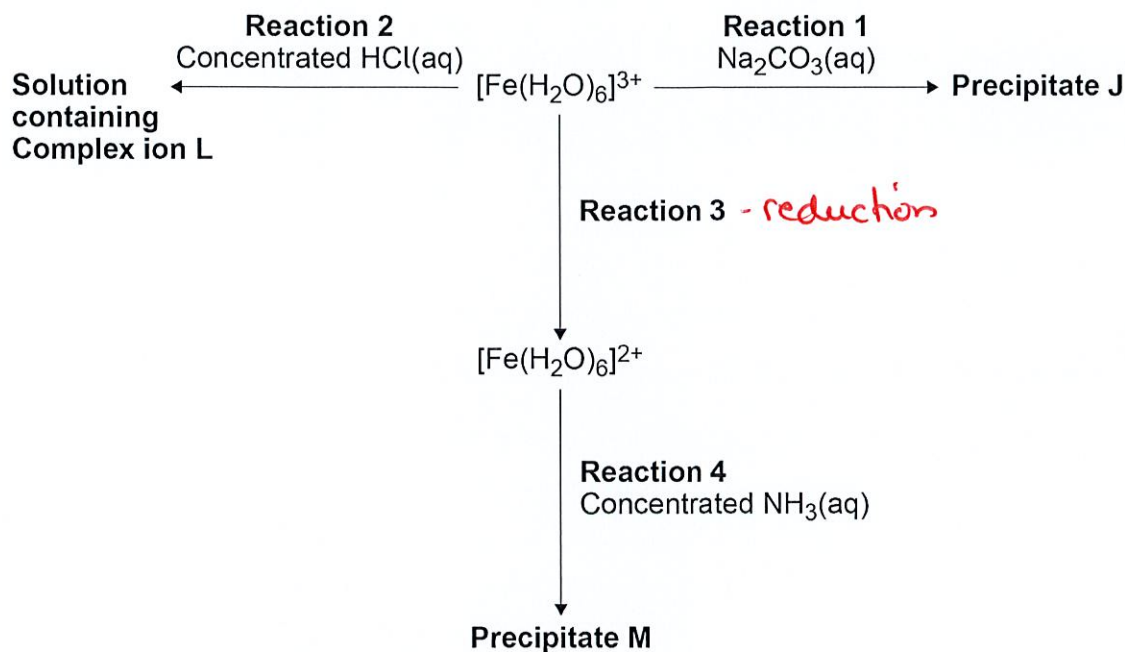 Reaction 2
Concentrated HCl(aq)
Reaction 1
Na₂CO₃(aq)
Solution
containing
Complex ion L
[Fe(H₂O)₆]³⁺
Precipitate J
Reaction 3 - reduction
[Fe(H₂O)₆]²⁺
Reaction 4
Concentrated NH₃(aq)
Precipitate M